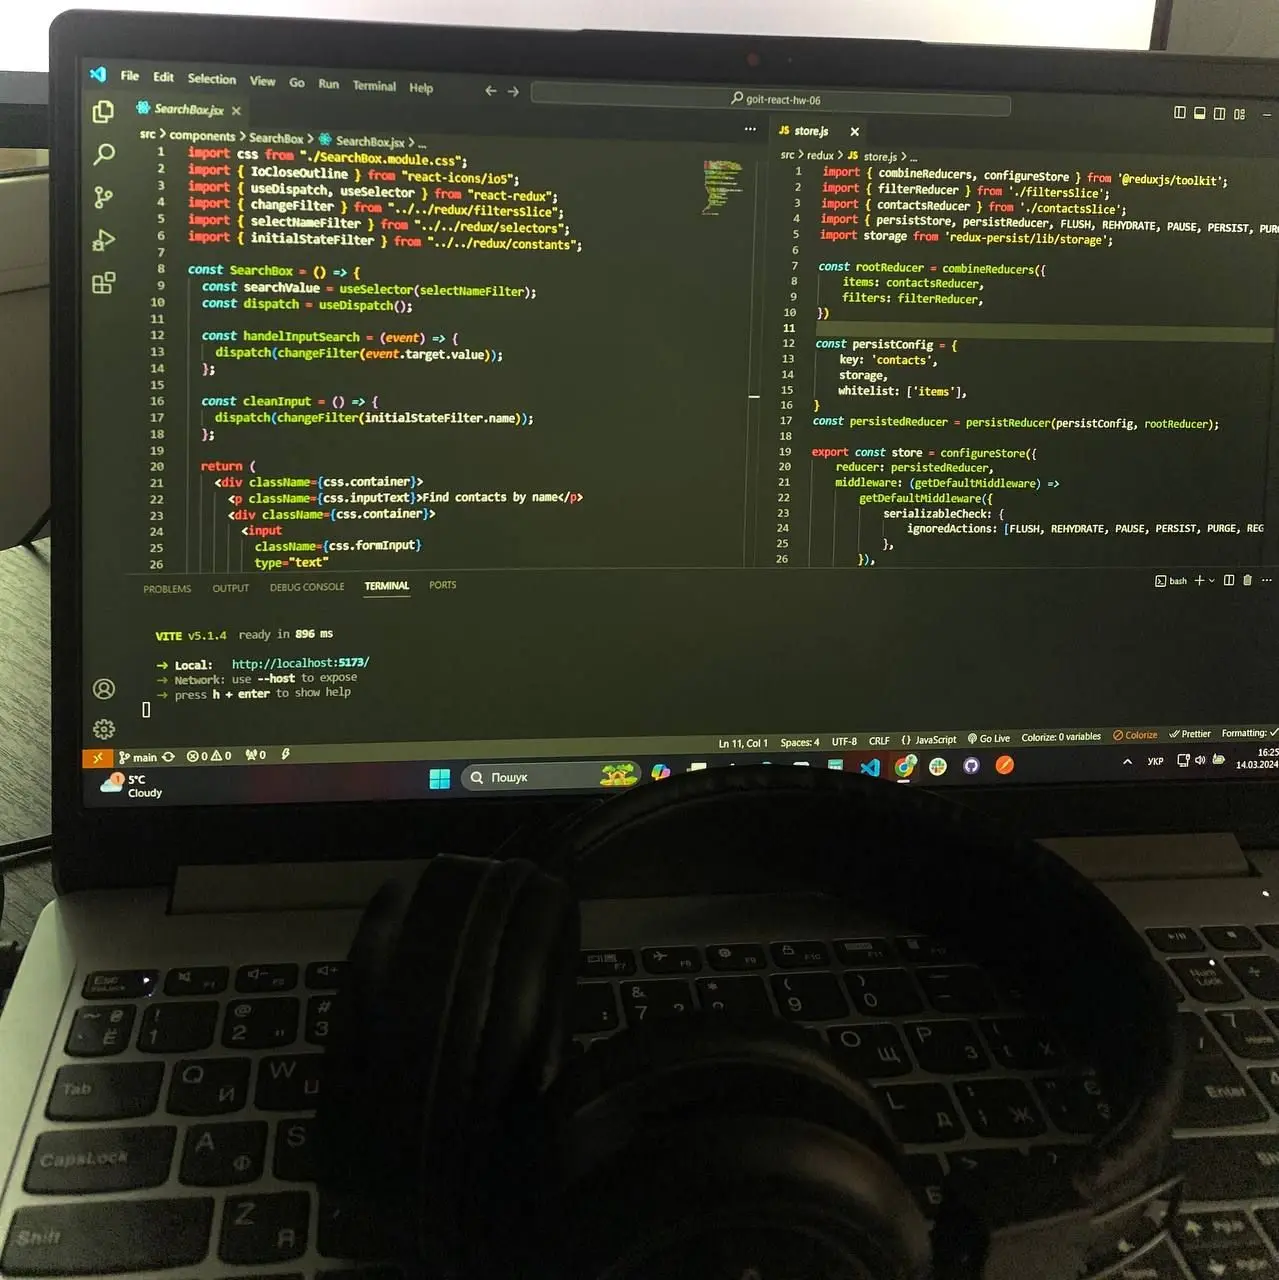 File Edit Selection View Go Run Terminal Help
goit-react-hw-06
SearchBox.jsx
src > components > SearchBox > SearchBox.jsx > ...
1 import css from "./SearchBox.module.css";
2 import { IoCloseOutline } from "react-icons/io5";
3 import { useDispatch, useSelector } from "react-redux";
4 import { changeFilter } from "../../redux/filtersSlice";
5 import { selectNameFilter } from "../../redux/selectors";
6 import { initialStateFilter } from "../../redux/constants";
7
8 const SearchBox = () => {
9 const searchValue = useSelector(selectNameFilter);
10 const dispatch = useDispatch();
11
12 const handelInputSearch = (event) => {
13 dispatch(changeFilter(event.target.value));
14 };
15
16 const cleanInput = () => {
17 dispatch(changeFilter(initialStateFilter.name));
18 };
19
20 return (
21 <div className={css.container}>
22 <p className={css.inputText}>Find contacts by name</p>
23 <div className={css.container}>
24 <input
25 className={css.formInput}
26 type="text"
JS store.js
src > redux > JS store.js > ...
1 import { combineReducers, configureStore } from '@reduxjs/toolkit';
2 import { filterReducer } from './filtersSlice';
3 import { contactsReducer } from './contactsSlice';
4 import { persistStore, persistReducer, FLUSH, REHYDRATE, PAUSE, PERSIST, PUR
5 import storage from 'redux-persist/lib/storage';
6
7 const rootReducer = combineReducers({
8 items: contactsReducer,
9 filters: filterReducer,
10 })
11
12 const persistConfig = {
13 key: 'contacts',
14 storage,
15 whitelist: ['items'],
16 }
17 const persistedReducer = persistReducer(persistConfig, rootReducer);
18
19 export const store = configureStore({
20 reducer: persistedReducer,
21 middleware: (getDefaultMiddleware) =>
22 getDefaultMiddleware({
23 serializableCheck: {
24 ignoredActions: [FLUSH, REHYDRATE, PAUSE, PERSIST, PURGE, REG
25 },
26 }),
PROBLEMS OUTPUT DEBUG CONSOLE TERMINAL PORTS
bash
VITE v5.1.4 ready in 896 ms
→ Local: http://localhost:5173/
→ Network: use --host to expose
→ press h + enter to show help
main 0 0 0 Ln 11, Col 1 Spaces: 4 UTF-8 CRLF {} JavaScript Go Live Colorize: 0 variables Colorize Prettier Formatting:
1 5°C
Cloudy
Пошук
УКР
16:25
14.03.2024
Esc F1 F7 F8 F9 F10 F11 F12
Num Lock
~ Ё ! 1 @ 2 " # 3 : & 7 * ( 9 ) 0 — 7
Tab Q Й W Ц O Щ P З Enter
CapsLock A Ф S L Д Ж Є
Shift Z Я Б